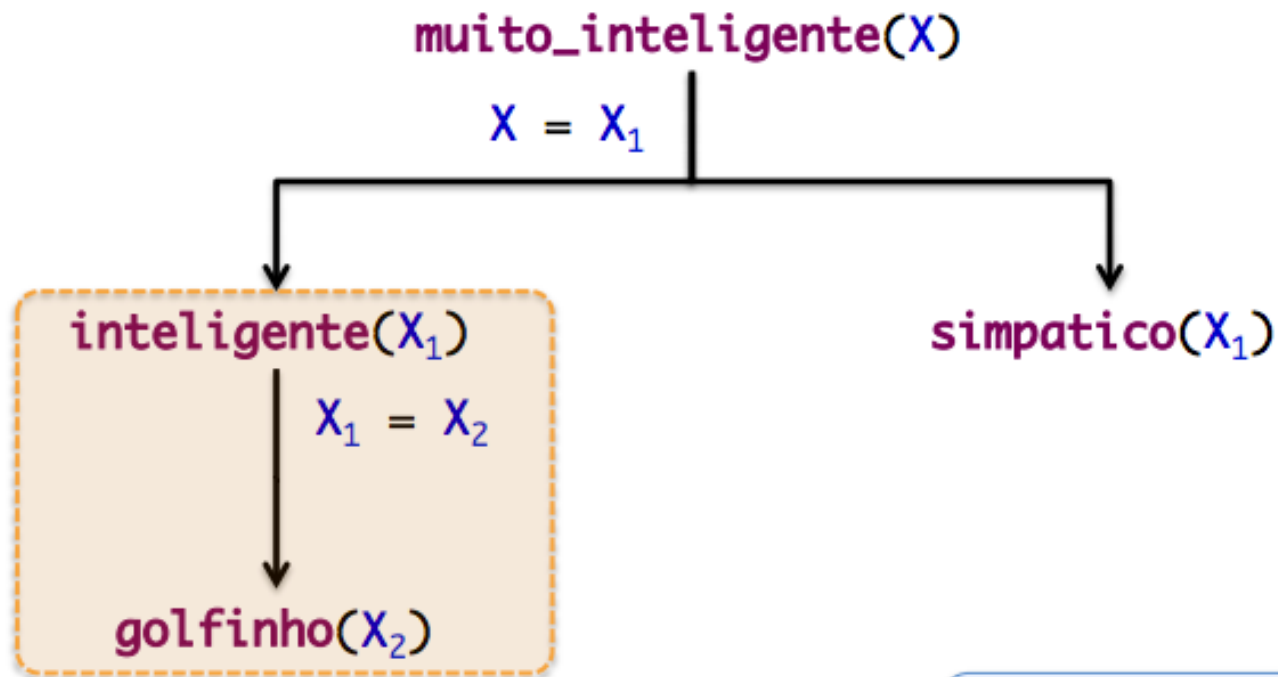 muito_inteligente(X)
X = X₁
inteligente(X₁)
simpatico(X₁)
X₁ = X₂
golfinho(X₂)